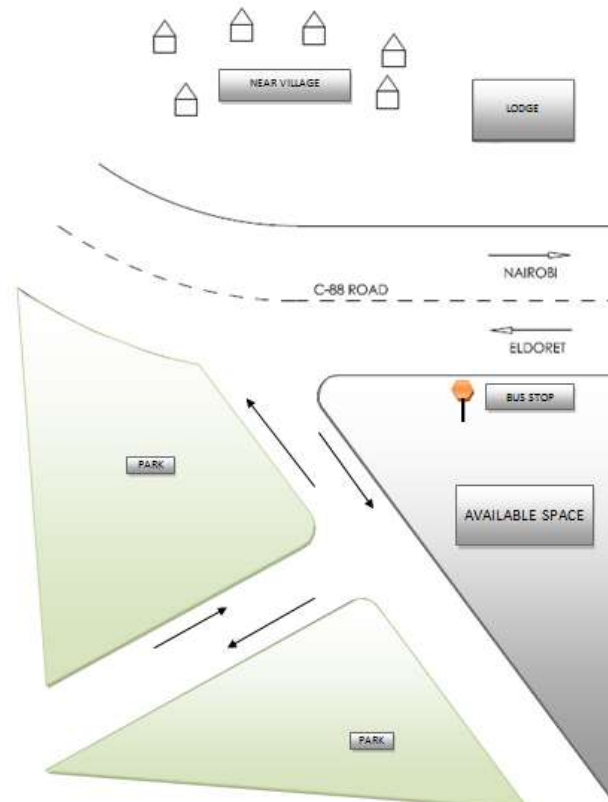 NEAR VILLAGE
LODGE
NAIROBI
C-88 ROAD
ELDORET
BUS STOP
PARK
AVAILABLE SPACE
PARK